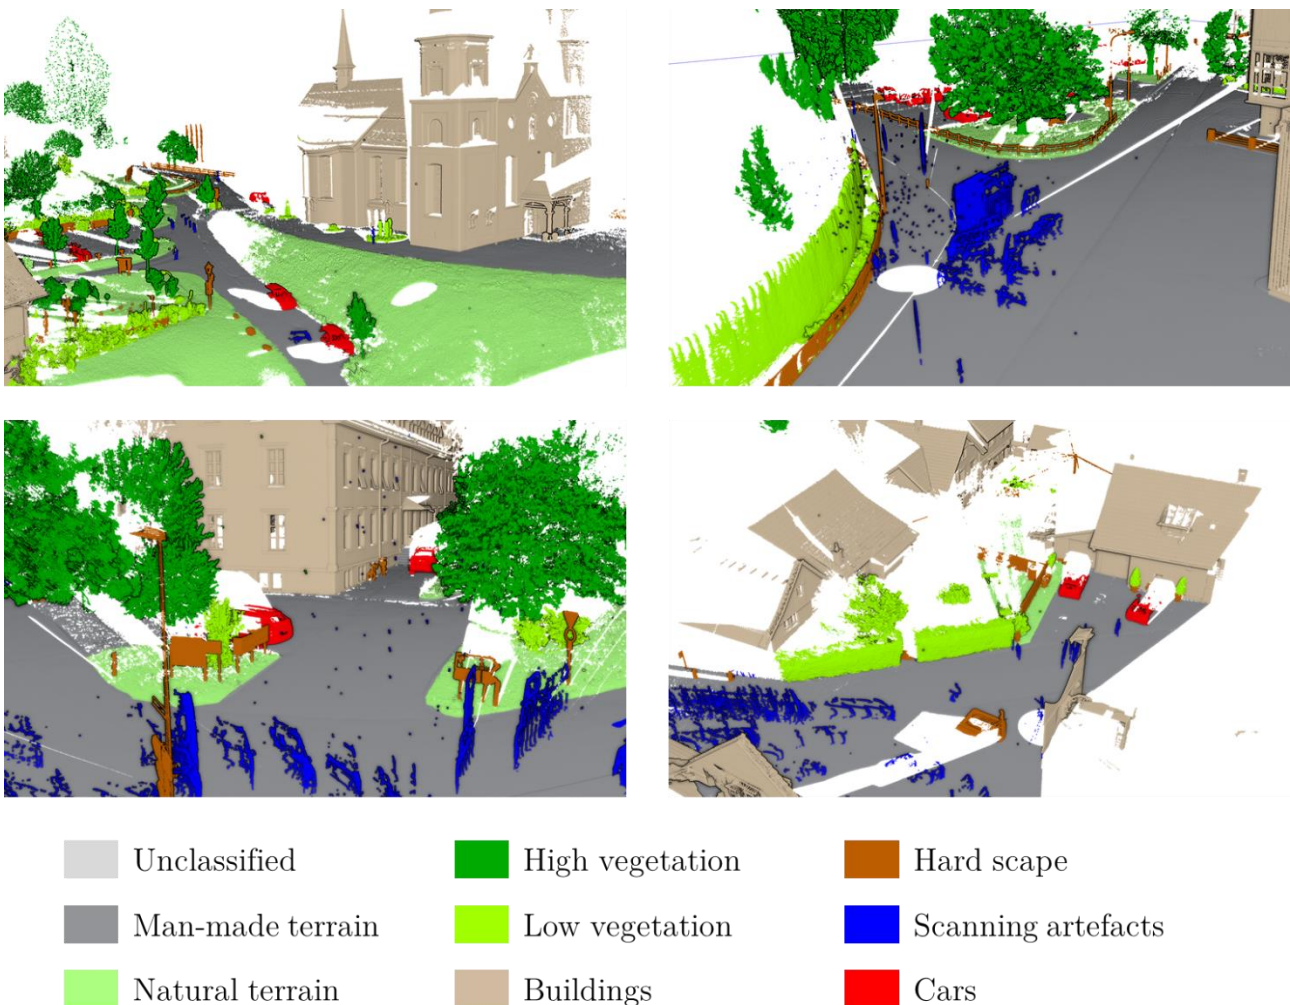 Unclassified
High vegetation
Hard scape
Man-made terrain
Low vegetation
Scanning artefacts
Natural terrain
Buildings
Cars